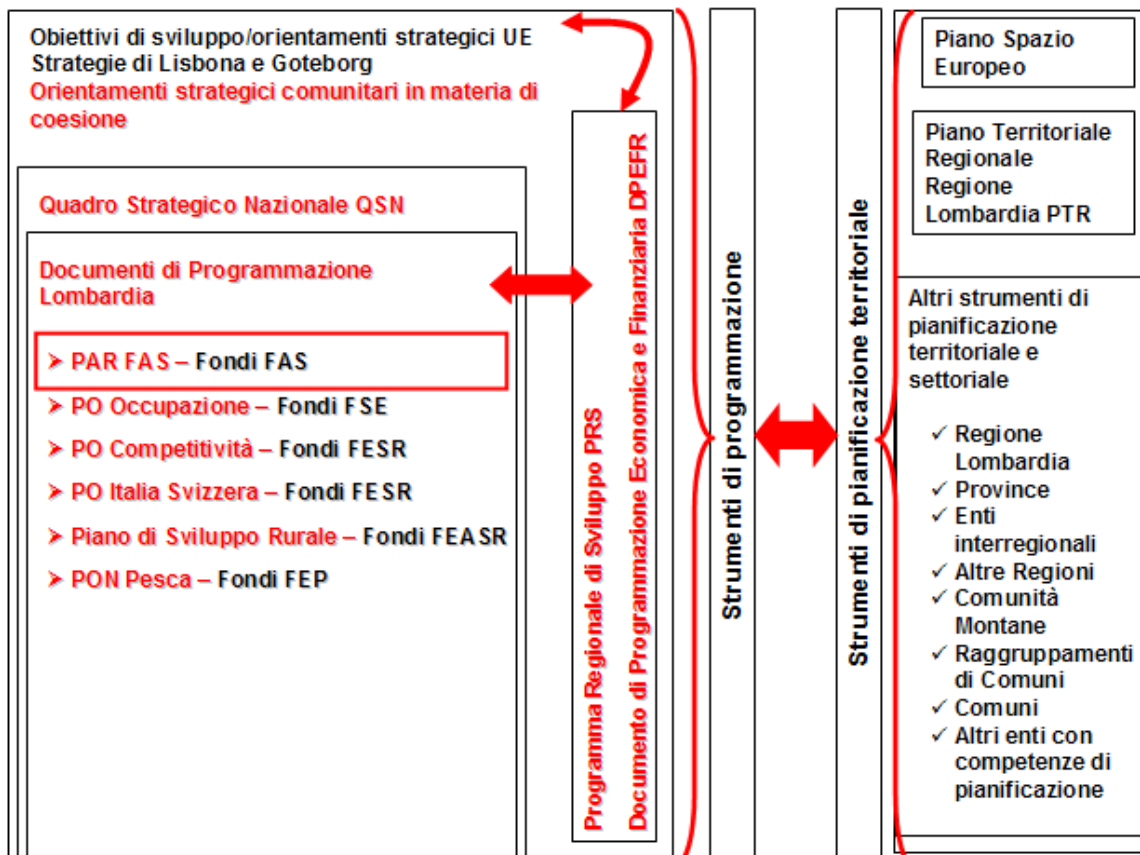 Obiettivi di sviluppo/orientamenti strategici UE
Strategie di Lisbona e Goteborg
Orientamenti strategici comunitari in materia di
coesione
Quadro Strategico Nazionale QSN
Documenti di Programmazione
Lombardia
➢ PAR FAS – Fondi FAS
➢ PO Occupazione – Fondi FSE
➢ PO Competitività – Fondi FESR
➢ PO Italia Svizzera – Fondi FESR
➢ Piano di Sviluppo Rurale – Fondi FEASR
➢ PON Pesca – Fondi FEP
Programma Regionale di Sviluppo PRS
Documento di Programmazione Economica e Finanziaria DPEFR
Strumenti di programmazione
Strumenti di pianificazione territoriale
Piano Spazio
Europeo
Piano Territoriale
Regionale
Regione
Lombardia PTR
Altri strumenti di
pianificazione
territoriale e
settoriale
✓ Regione
Lombardia
✓ Province
✓ Enti
interregionali
✓ Altre Regioni
✓ Comunità
Montane
✓ Raggruppamenti
di Comuni
✓ Comuni
✓ Altri enti con
competenze di
pianificazione